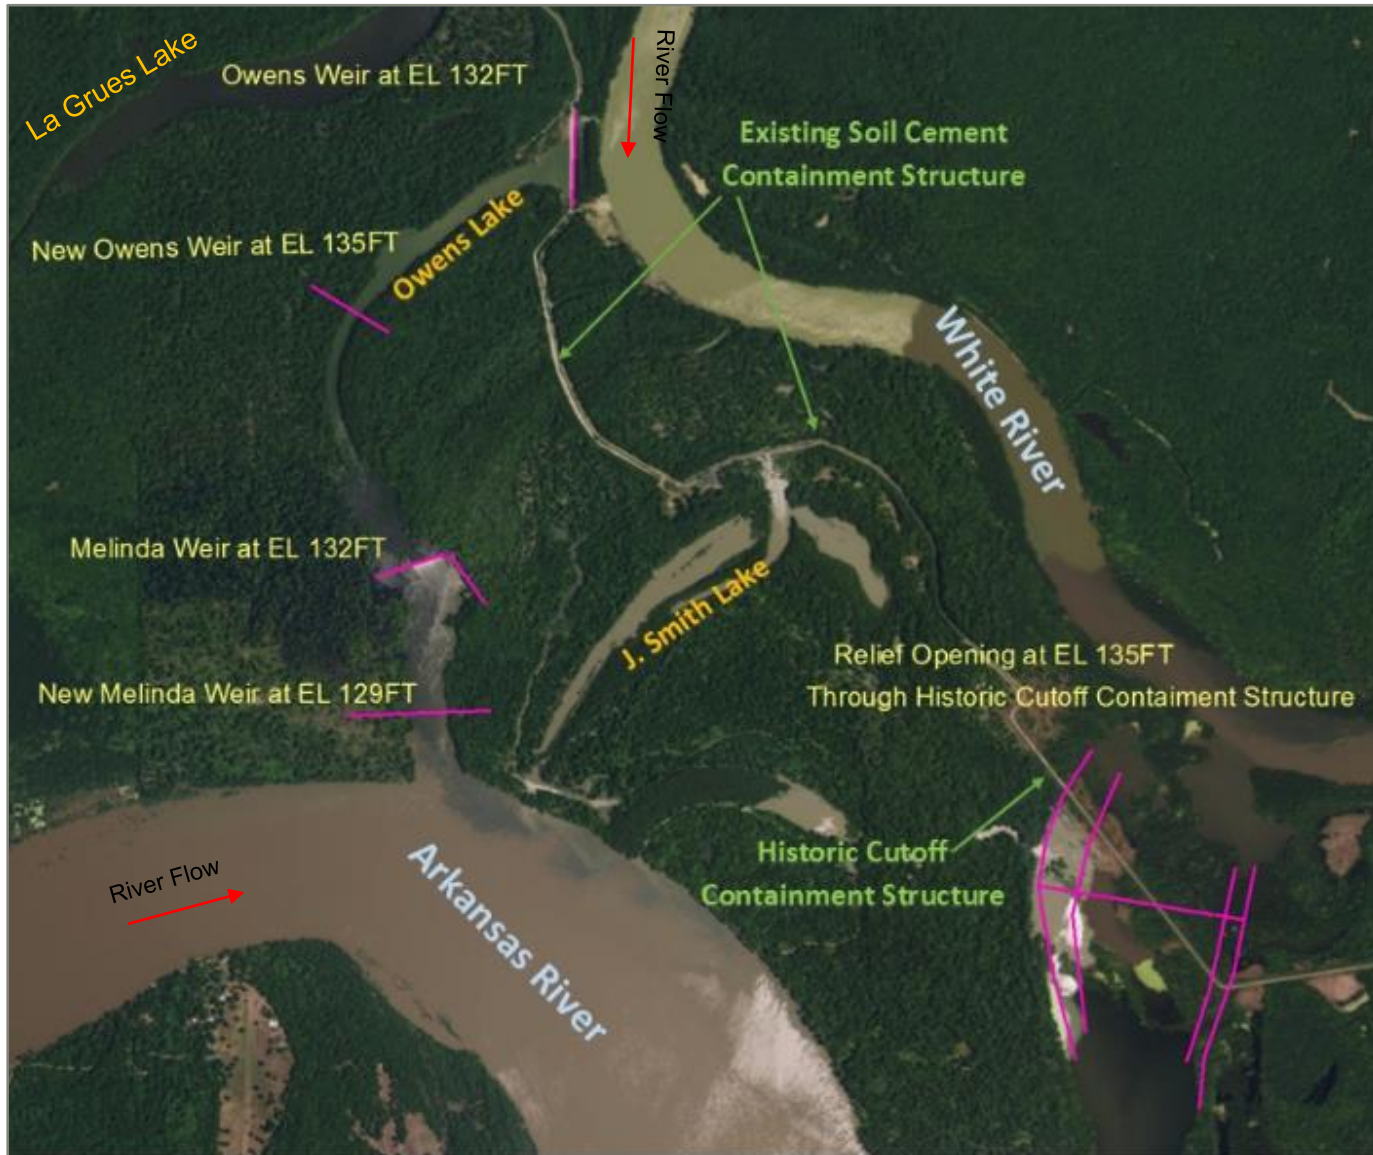 La Grues Lake
Owens Weir at EL 132FT
River Flow
Existing Soil Cement
Containment Structure
New Owens Weir at EL 135FT
Owens Lake
White River
Melinda Weir at EL 132FT
J. Smith Lake
Relief Opening at EL 135FT
Through Historic Cutoff Contaiment Structure
New Melinda Weir at EL 129FT
Historic Cutoff
Containment Structure
River Flow
Arkansas River